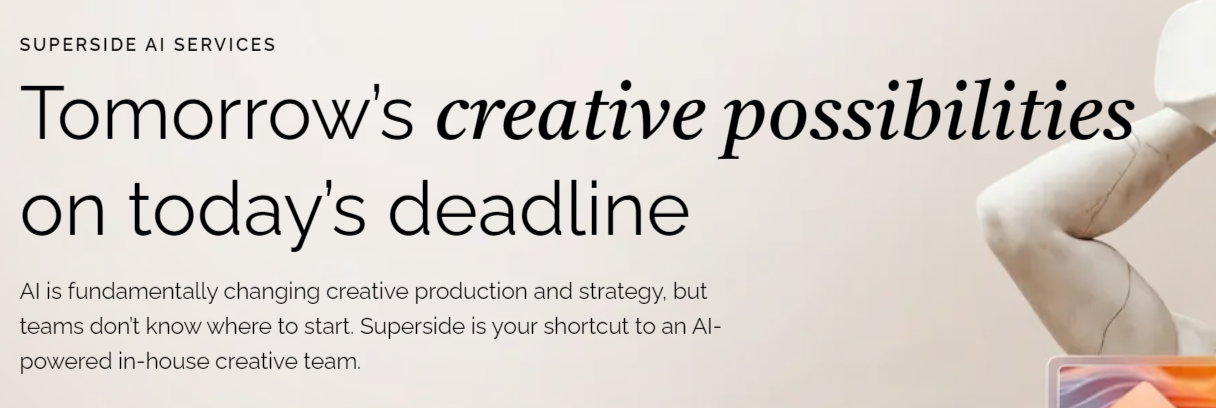 SUPERSIDE AI SERVICES
Tomorrow’s creative possibilities
on today’s deadline
AI is fundamentally changing creative production and strategy, but
teams don’t know where to start. Superside is your shortcut to an AI-
powered in-house creative team.